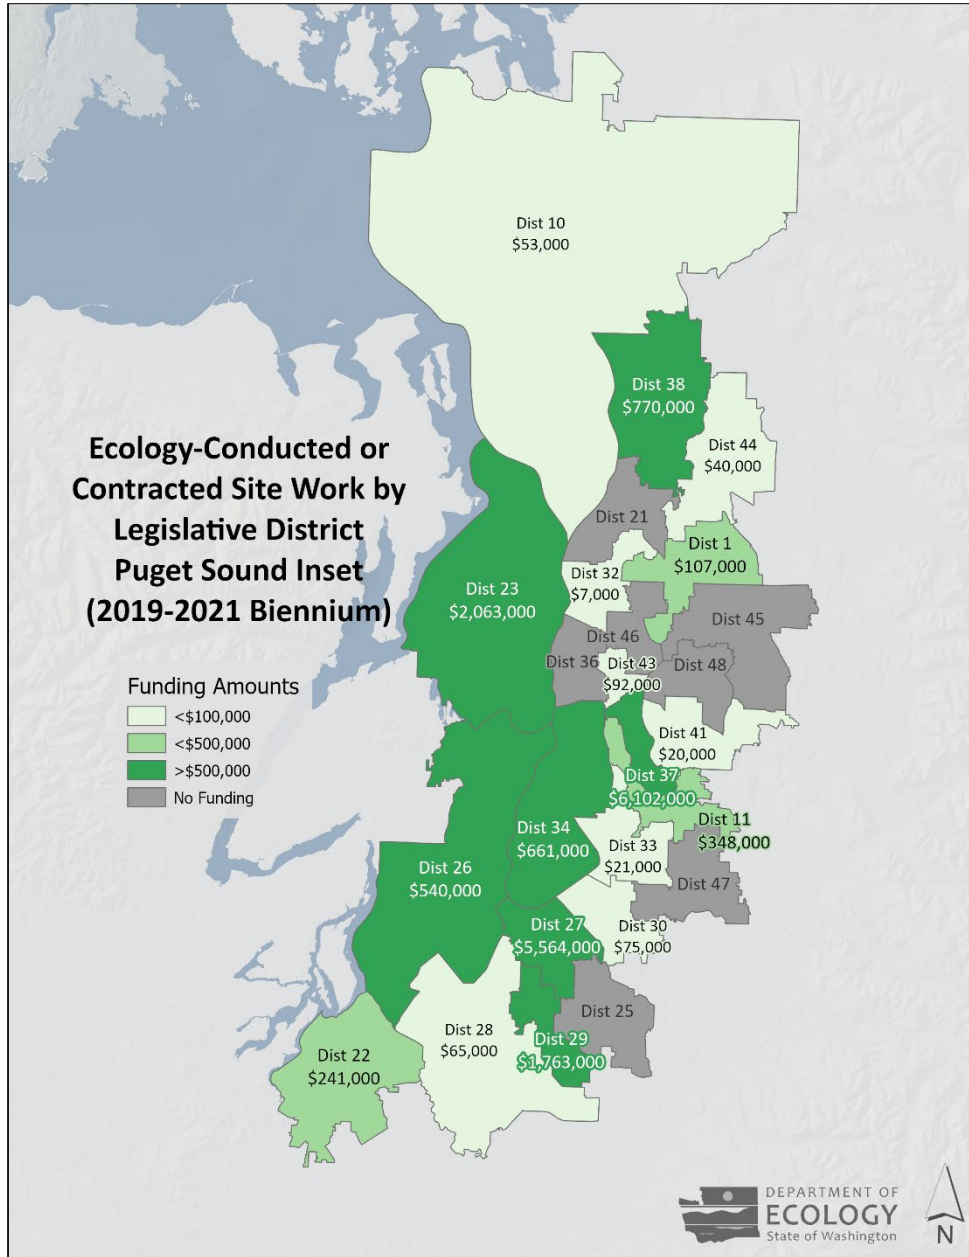 Ecology-Conducted or
Contracted Site Work by
Legislative District
Puget Sound Inset
(2019-2021 Biennium)
Funding Amounts
<$100,000
<$500,000
>$500,000
No Funding
Dist 10
$53,000
Dist 38
$770,000
Dist 44
$40,000
Dist 21
Dist 1
$107,000
Dist 32
$7,000
Dist 23
$2,063,000
Dist 45
Dist 46
Dist 36
Dist 43
$92,000
Dist 48
Dist 41
$20,000
Dist 37
$6,102,000
Dist 11
$348,000
Dist 34
$661,000
Dist 33
$21,000
Dist 26
$540,000
Dist 47
Dist 27
$5,564,000
Dist 30
$75,000
Dist 25
Dist 28
$65,000
Dist 29
$1,763,000
Dist 22
$241,000
DEPARTMENT OF
ECOLOGY
State of Washington
N